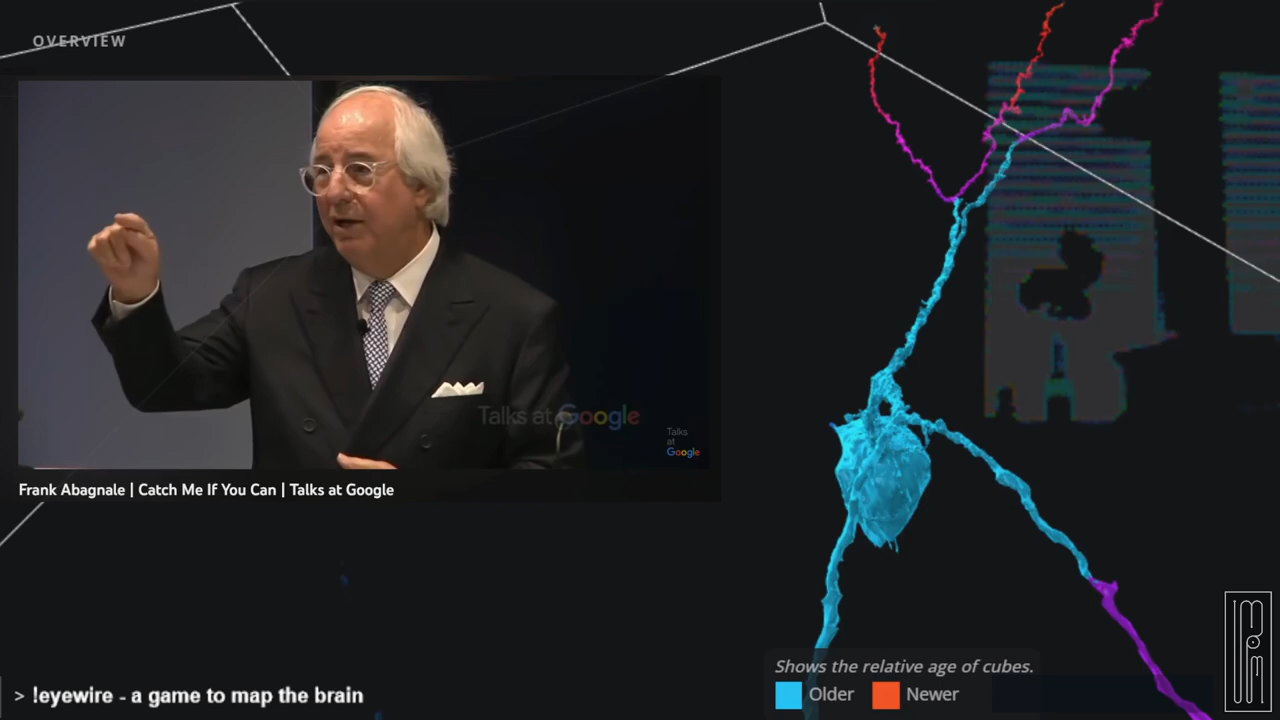 OVERVIEW
Talks at Google
Talks
at
Google
Frank Abagnale | Catch Me If You Can | Talks at Google
Shows the relative age of cubes.
Older
Newer
> !eyewire - a game to map the brain